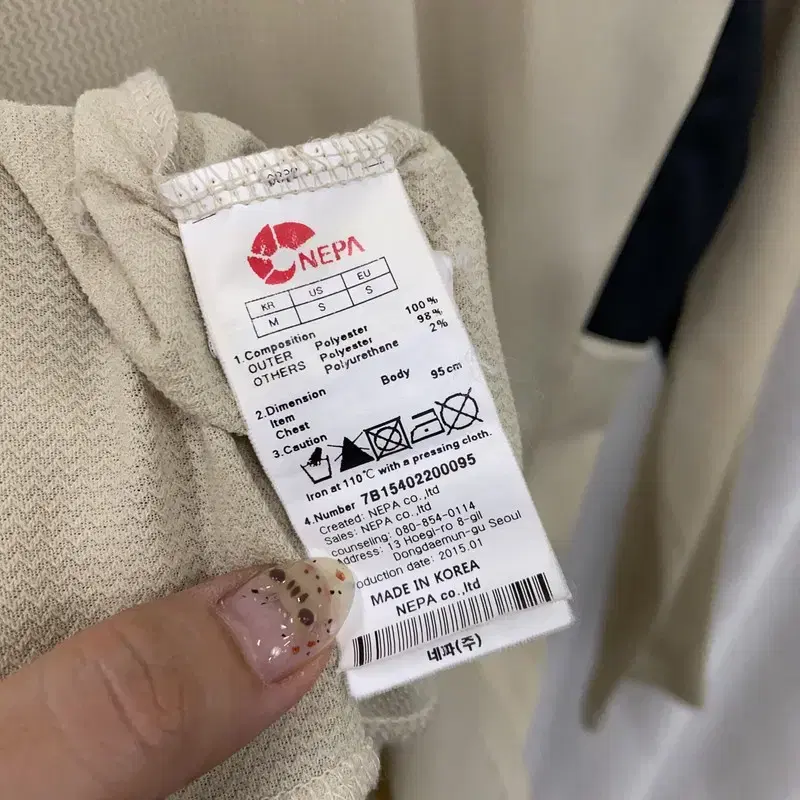 NEPA
KR US EU
M S S
1.Composition
OUTER Polyester 100 %
OTHERS Polyester 98%
Polyurethane 2%
2.Dimension
Item Body
Chest 95cm
3.Caution
Iron at 110℃ with a pressing cloth.
4.Number 7B15402200095
Created: NEPA co.,ltd
Sales: NEPA co.,ltd
counseling: 080-854-0114
address: 13 Hoegi-ro 8-gil
Dongdaemun-gu Seoul
oduction date: 2015.01
MADE IN KOREA
NEPA co.,ltd
네파(주)